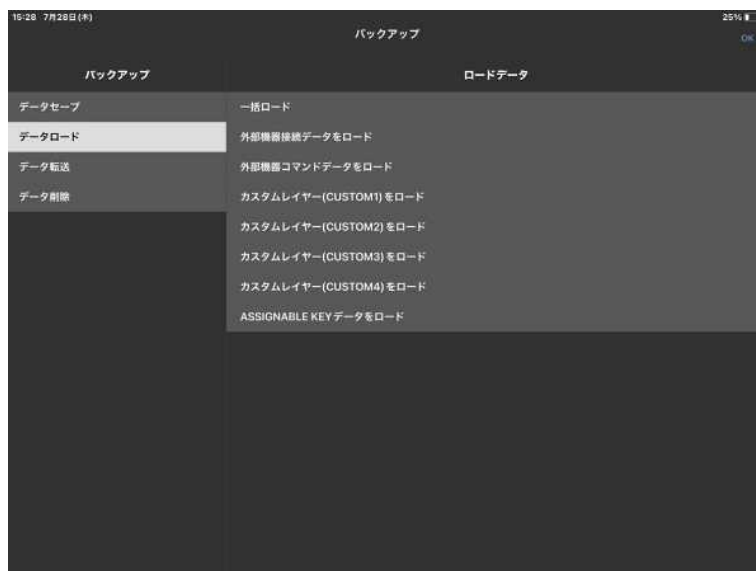 15:28 7月28日(木)
25%
バックアップ
OK
バックアップ
ロードデータ
データセーブ
データロード
データ転送
データ削除
一括ロード
外部機器接続データをロード
外部機器コマンドデータをロード
カスタムレイヤー(CUSTOM1)をロード
カスタムレイヤー(CUSTOM2)をロード
カスタムレイヤー(CUSTOM3)をロード
カスタムレイヤー(CUSTOM4)をロード
ASSIGNABLE KEYデータをロード